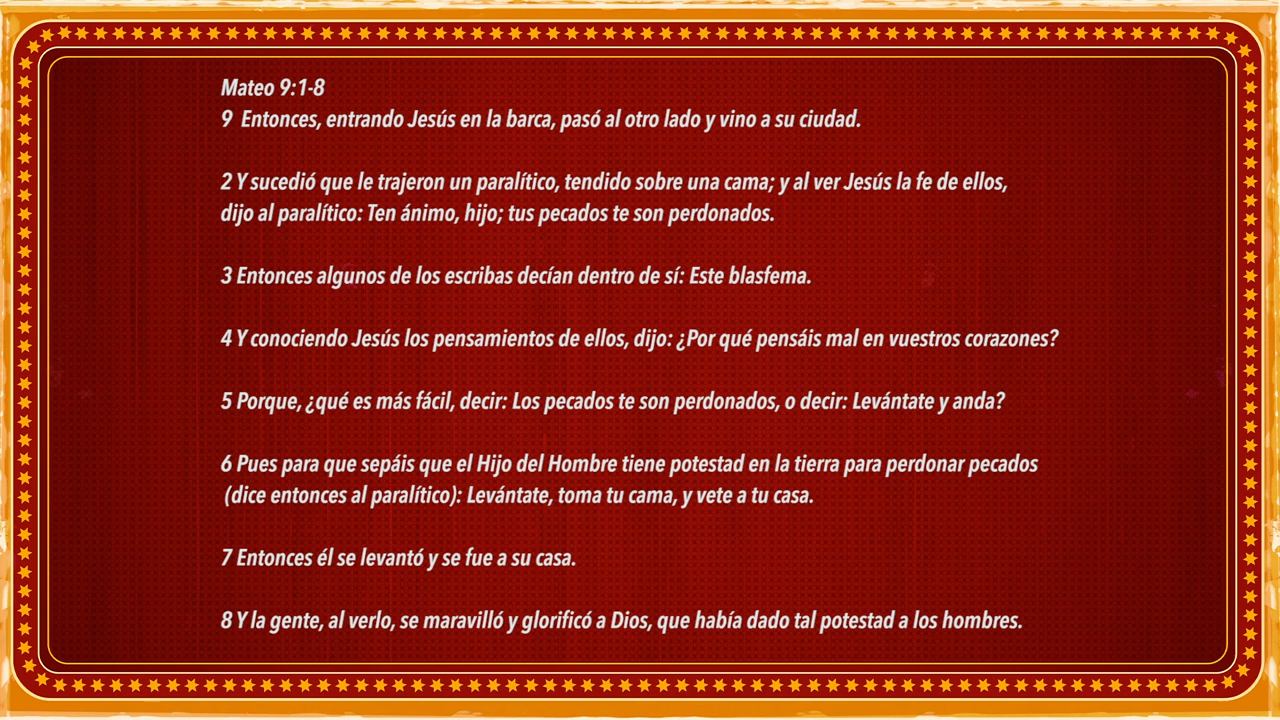 Mateo 9:1-8
9 Entonces, entrando Jesús en la barca, pasó al otro lado y vino a su ciudad.
2 Y sucedió que le trajeron un paralítico, tendido sobre una cama; y al ver Jesús la fe de ellos,
dijo al paralítico: Ten ánimo, hijo; tus pecados te son perdonados.
3 Entonces algunos de los escribas decían dentro de sí: Este blasfema.
4 Y conociendo Jesús los pensamientos de ellos, dijo: ¿Por qué pensáis mal en vuestros corazones?
5 Porque, ¿qué es más fácil, decir: Los pecados te son perdonados, o decir: Levántate y anda?
6 Pues para que sepáis que el Hijo del Hombre tiene potestad en la tierra para perdonar pecados
(dice entonces al paralítico): Levántate, toma tu cama, y vete a tu casa.
7 Entonces él se levantó y se fue a su casa.
8 Y la gente, al verlo, se maravilló y glorificó a Dios, que había dado tal potestad a los hombres.